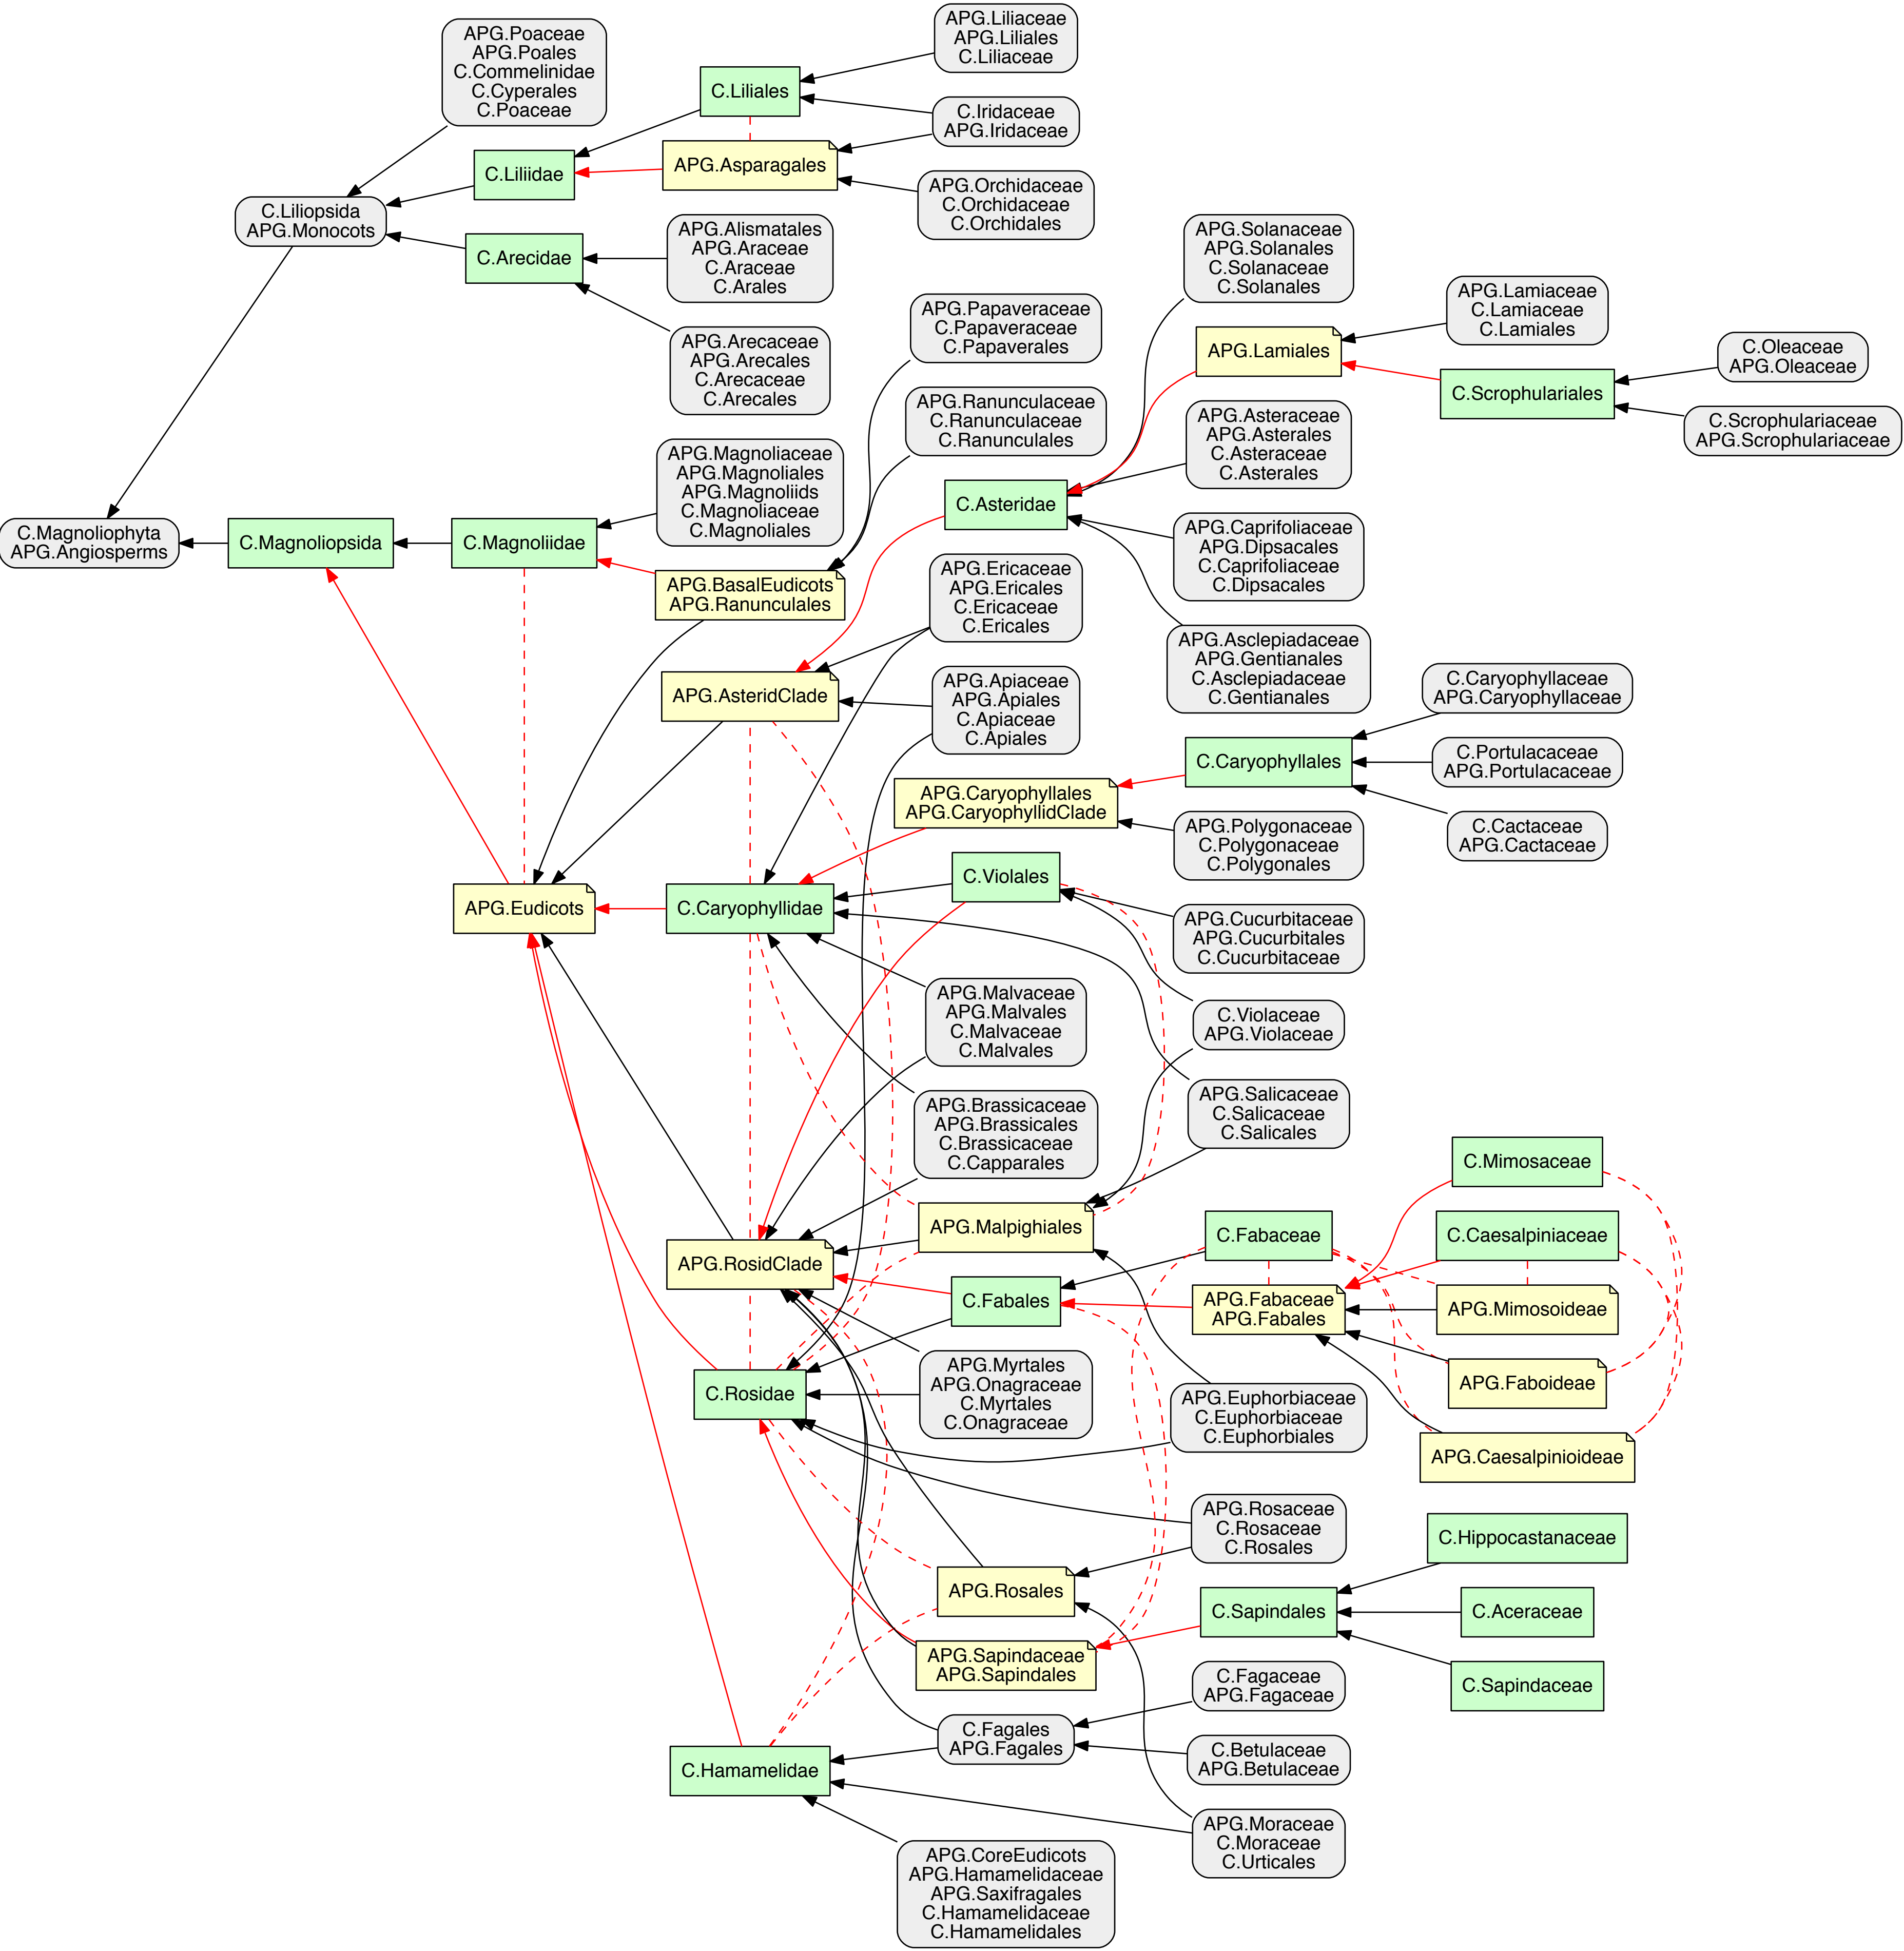 APG.Poaceae
APG.Poales
C.Commelinidae
C.Cyperales
C.Poaceae
C.Liliales
APG.Liliaceae
APG.Liliales
C.Liliaceae
C.Iridaceae
APG.Iridaceae
C.Liliidae
APG.Asparagales
APG.Orchidaceae
C.Orchidaceae
C.Orchidales
C.Liliopsida
APG.Monocots
C.Arecidae
APG.Alismatales
APG.Araceae
C.Araceae
C.Arales
APG.Arecaceae
APG.Arecales
C.Arecaceae
C.Arecales
APG.Papaveraceae
C.Papaveraceae
C.Papaverales
APG.Ranunculaceae
C.Ranunculaceae
C.Ranunculales
APG.Solanaceae
APG.Solanales
C.Solanaceae
C.Solanales
APG.Lamiales
APG.Lamiaceae
C.Lamiaceae
C.Lamiales
C.Scrophulariales
C.Oleaceae
APG.Oleaceae
C.Scrophulariaceae
APG.Scrophulariaceae
APG.Asteraceae
APG.Asterales
C.Asteraceae
C.Asterales
C.Asteridae
APG.Magnoliaceae
APG.Magnoliales
APG.Magnoliids
C.Magnoliaceae
C.Magnoliales
C.Magnoliophyta
APG.Angiosperms
C.Magnoliopsida
C.Magnoliidae
APG.BasalEudicots
APG.Ranunculales
APG.Caprifoliaceae
APG.Dipsacales
C.Caprifoliaceae
C.Dipsacales
APG.Ericaceae
APG.Ericales
C.Ericaceae
C.Ericales
APG.Asclepiadaceae
APG.Gentianales
C.Asclepiadaceae
C.Gentianales
APG.AsteridClade
APG.Apiaceae
APG.Apiales
C.Apiaceae
C.Apiales
C.Caryophyllaceae
APG.Caryophyllaceae
C.Caryophyllales
C.Portulacaceae
APG.Portulacaceae
APG.Caryophyllales
APG.CaryophyllidClade
APG.Polygonaceae
C.Polygonaceae
C.Polygonales
C.Cactaceae
APG.Cactaceae
APG.Eudicots
C.Caryophyllidae
C.Violales
APG.Cucurbitaceae
APG.Cucurbitales
C.Cucurbitaceae
APG.Malvaceae
APG.Malvales
C.Malvaceae
C.Malvales
C.Violaceae
APG.Violaceae
APG.Brassicaceae
APG.Brassicales
C.Brassicaceae
C.Capparales
APG.Salicaceae
C.Salicaceae
C.Salicales
C.Mimosaceae
APG.Malpighiales
C.Fabaceae
C.Caesalpiniaceae
APG.RosidClade
C.Fabales
APG.Fabaceae
APG.Fabales
APG.Mimosoideae
C.Rosidae
APG.Myrtales
APG.Onagraceae
C.Myrtales
C.Onagraceae
APG.Euphorbiaceae
C.Euphorbiaceae
C.Euphorbiales
APG.Faboideae
APG.Caesalpinioideae
APG.Rosaceae
C.Rosaceae
C.Rosales
C.Hippocastanaceae
APG.Rosales
C.Sapindales
C.Aceraceae
APG.Sapindaceae
APG.Sapindales
C.Sapindaceae
C.Fagaceae
APG.Fagaceae
C.Fagales
APG.Fagales
C.Betulaceae
APG.Betulaceae
C.Hamamelidae
APG.Moraceae
C.Moraceae
C.Urticales
APG.CoreEudicots
APG.Hamamelidaceae
APG.Saxifragales
C.Hamamelidaceae
C.Hamamelidales